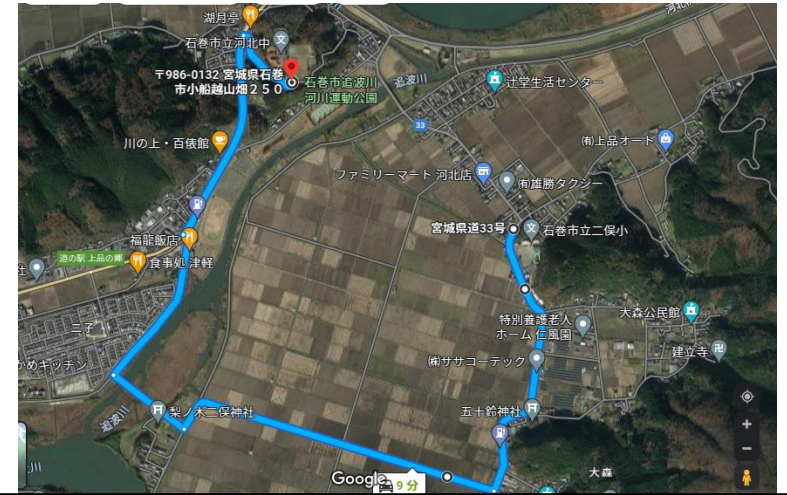 湖月亭
石巻市立河北中
〒986-0132 宮城県石巻
市小船越山畑２５０
石巻市追波川
河川運動公園
追波川
辻堂生活センター
33
川の上・百俵館
㈲上品オート
ファミリーマート 河北店
㈲雄勝タクシー
宮城県道33号
石巻市立二俣小
福龍飯店
道の駅 上品の郷
食事処 津軽
社
二子
かめキッチン
特別養護老人
ホーム 仁風園
大森公民館
㈱ササコーテック
建立寺
追波川
梨ノ木二俣神社
五十鈴神社
川
Google
9 分
大森